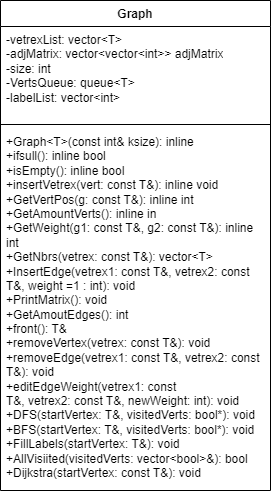 Graph
-vetrexList: vector<T>
-adjMatrix: vector<vector<int>> adjMatrix
-size: int
-VertsQueue: queue<T>
-labelList: vector<int>
+Graph<T>(const int& ksize): inline
+ifsull(): inline bool
+isEmpty(): inline bool
+insertVetrex(vert: const T&): inline void
+GetVertPos(g: const T&): inline int
+GetAmountVerts(): inline in
+GetWeight(g1: const T&, g2: const T&): inline
int
+GetNbrs(vetrex: const T&): vector<T>
+InsertEdge(vetrex1: const T&, vetrex2: const
T&, weight =1 : int): void
+PrintMatrix(): void
+GetAmoutEdges(): int
+front(): T&
+removeVertex(vertex: const T&): void
+removeEdge(vertex1: const T&, vetrex2: const
T&): void
+editEdgeWeight(vetrex1: const
T&, vetrex2: const T&, newWeight: int): void
+DFS(startVertex: T&, visitedVerts: bool*): void
+BFS(startVertex: T&, visitedVerts: bool*): void
+FillLabels(startVertex: T&): void
+AllVisiited(visitedVerts: vector<bool>&): bool
+Dijkstra(startVertex: const T&): void